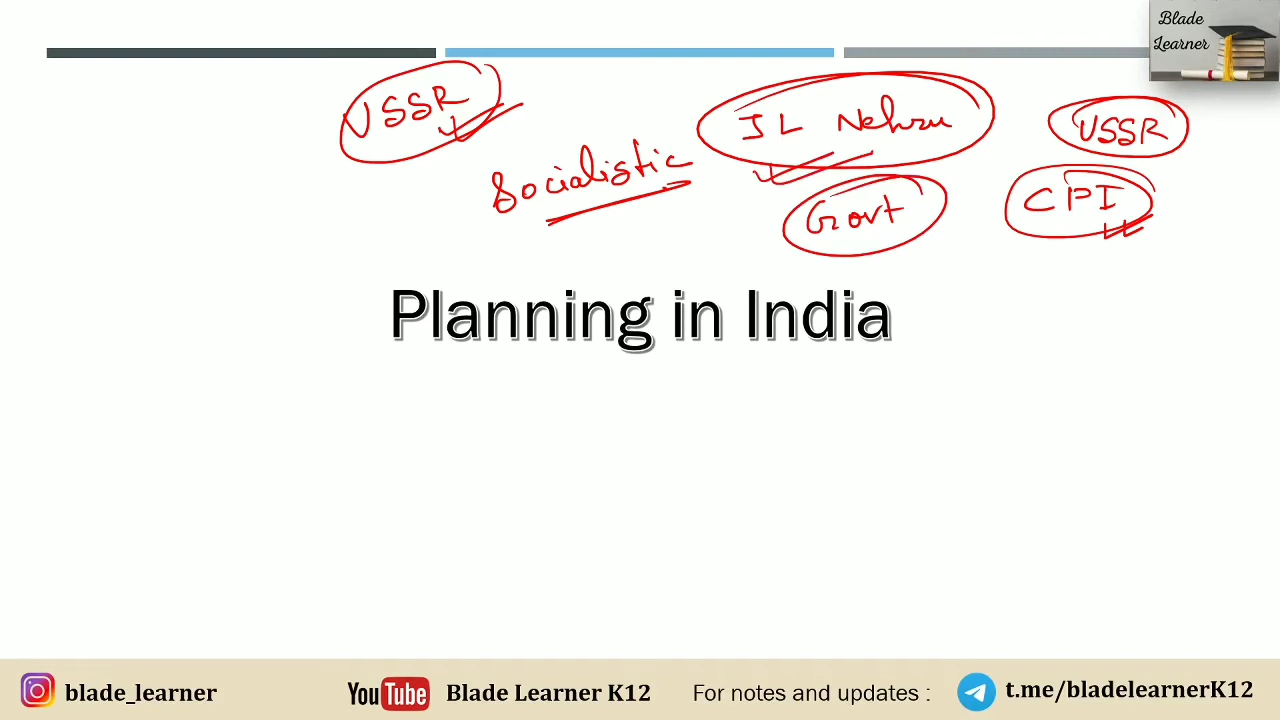 Blade
Learner
USSR
JL Nehru
USSR
Socialistic
Govt
CPI
Planning in India
blade_learner
YouTube Blade Learner K12
For notes and updates :
t.me/bladelearnerK12